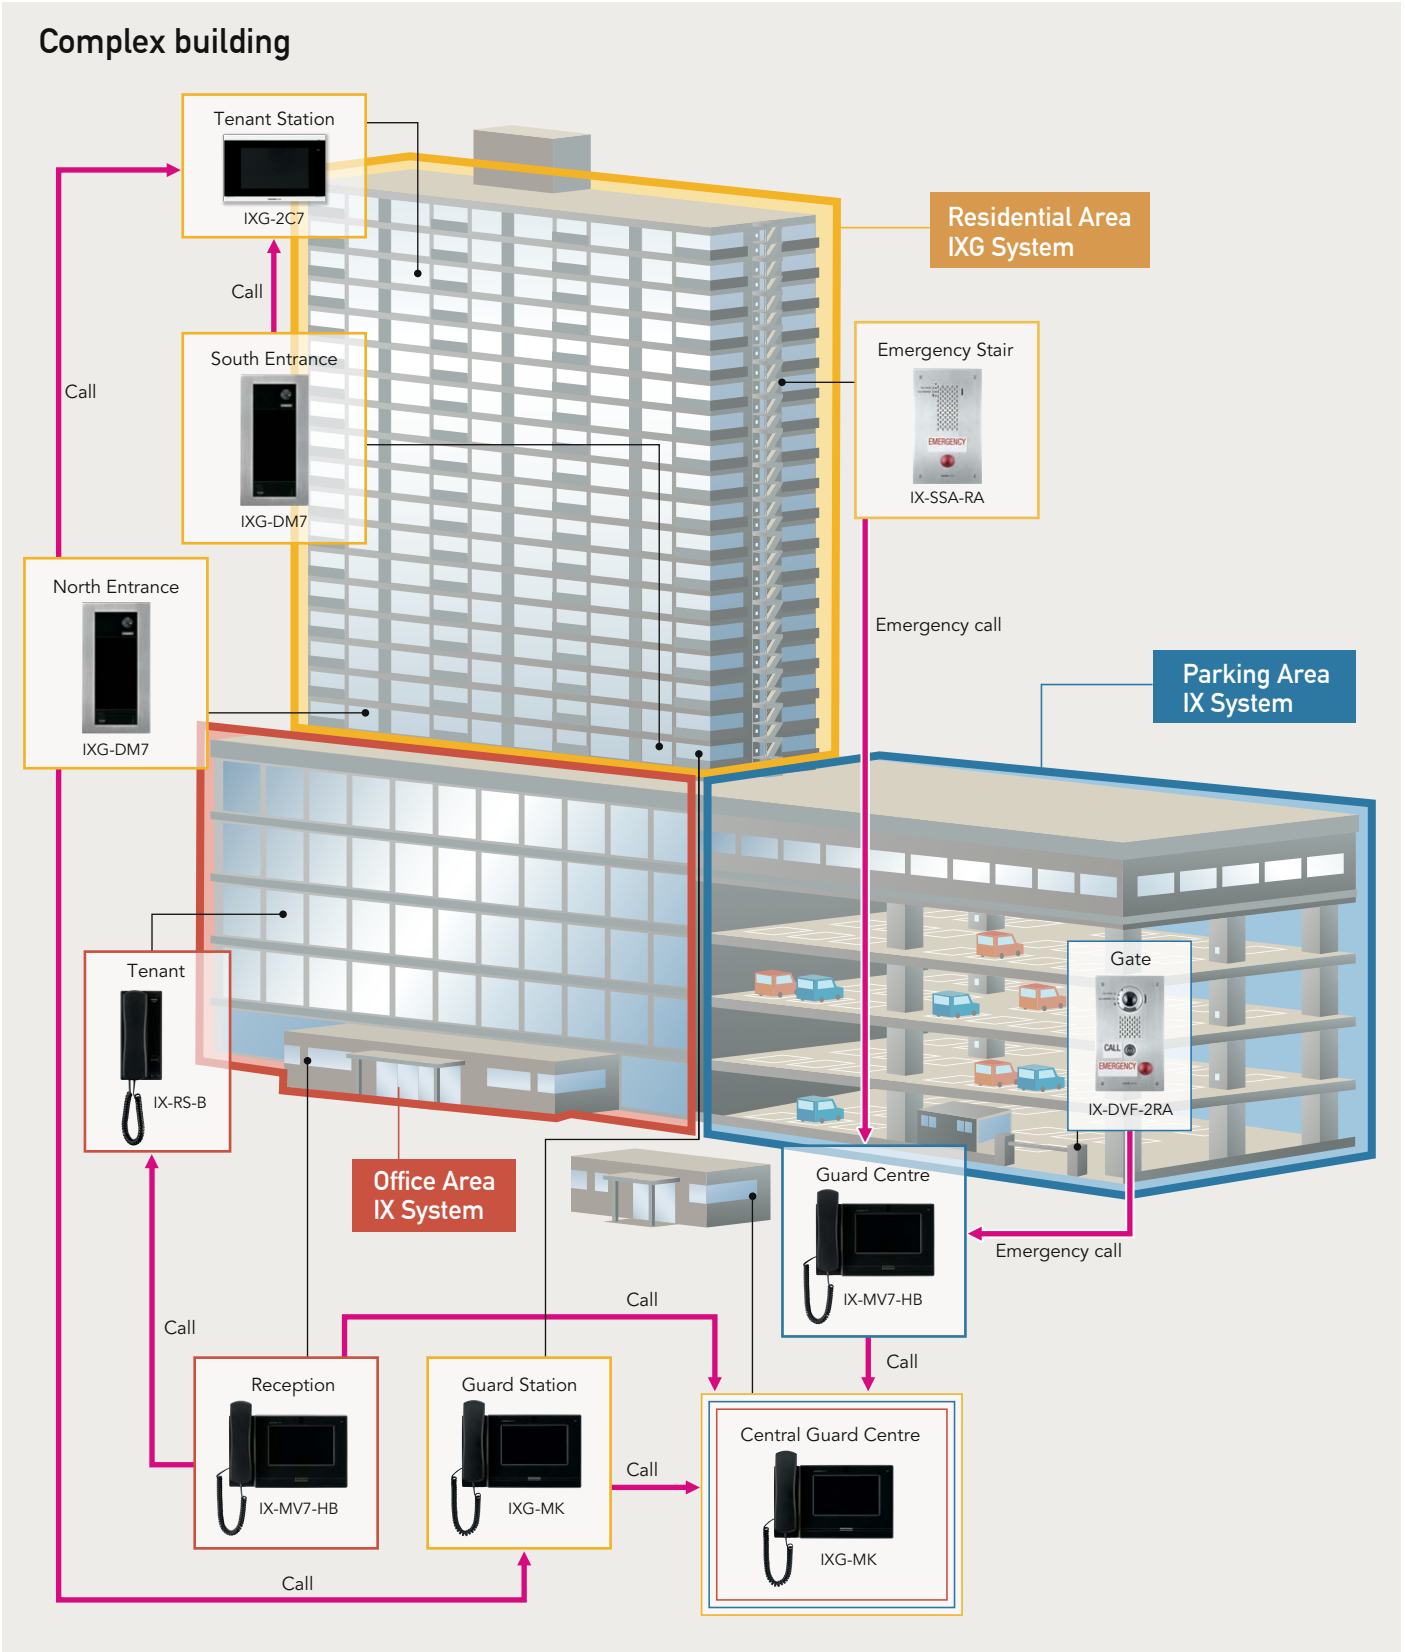 Complex building
Tenant Station
IXG-2C7
Residential Area
IXG System
Call
South Entrance
IXG-DM7
Emergency Stair
EMERGENCY
IX-SSA-RA
Call
North Entrance
IXG-DM7
Emergency call
Parking Area
IX System
Tenant
IX-RS-B
Gate
CALL
EMERGENCY
IX-DVF-2RA
Office Area
IX System
Guard Centre
IX-MV7-HB
Emergency call
Call
Call
Call
Reception
IX-MV7-HB
Guard Station
IXG-MK
Call
Central Guard Centre
IXG-MK
Call